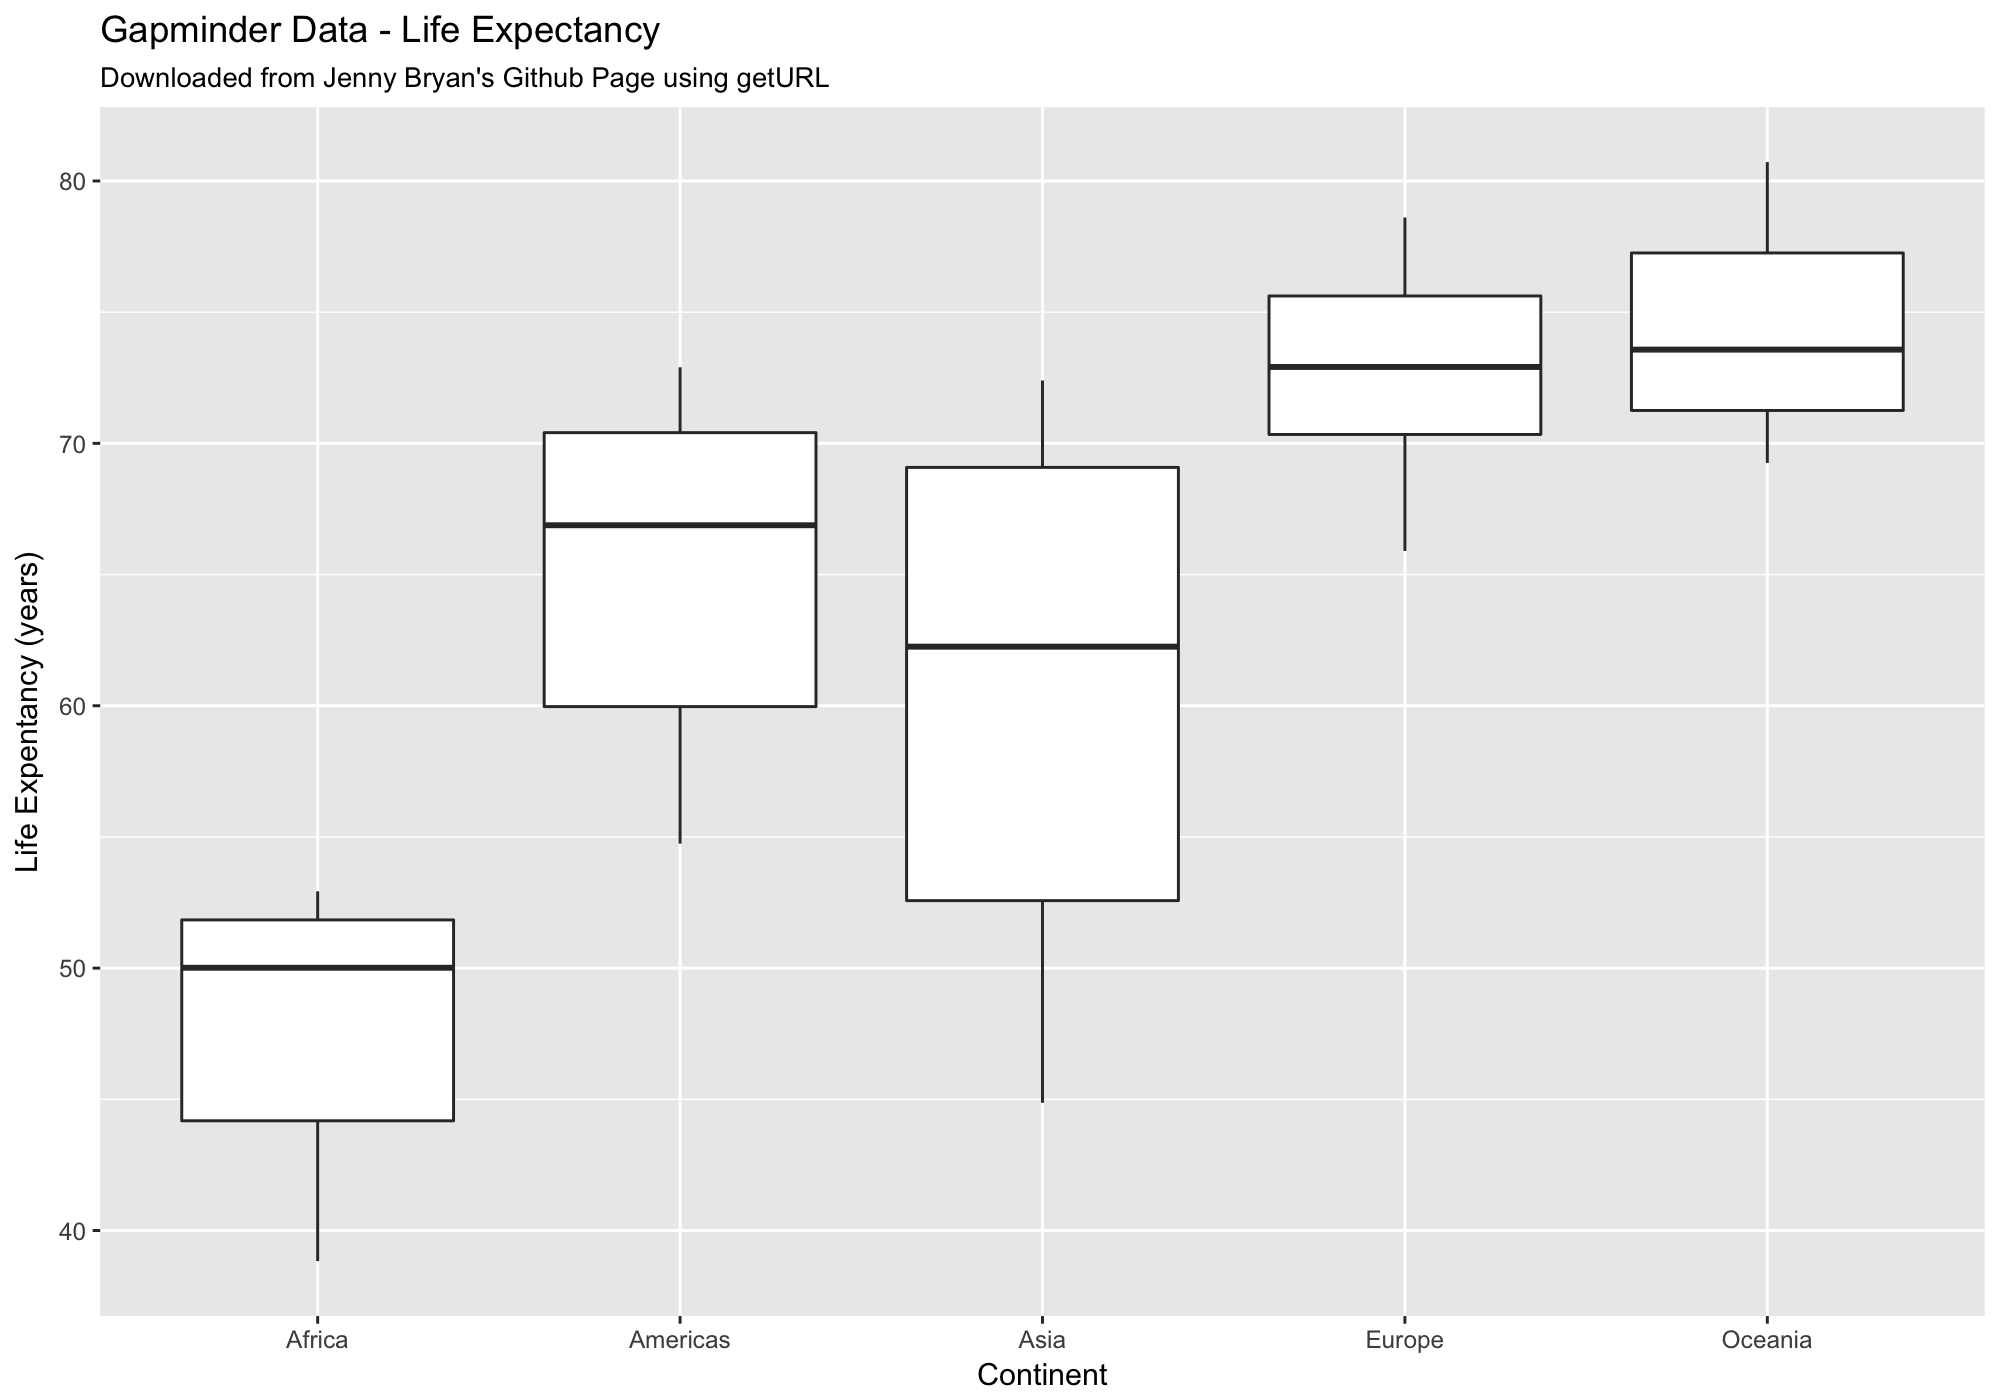 Gapminder Data - Life Expectancy
Downloaded from Jenny Bryan's Github Page using getURL
Life Expentancy (years)
80
70
60
50
40
Africa Americas Asia Europe Oceania
Continent